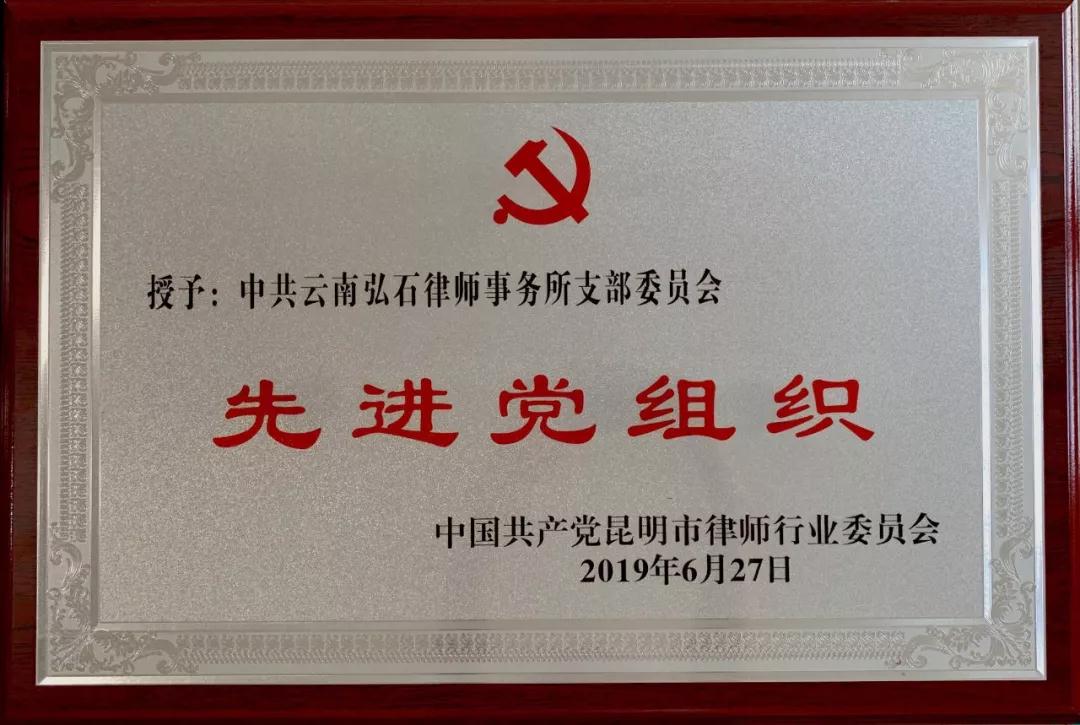 授予：中共云南弘石律师事务所支部委员会
先进党组织
中国共产党昆明市律师行业委员会
2019年6月27日